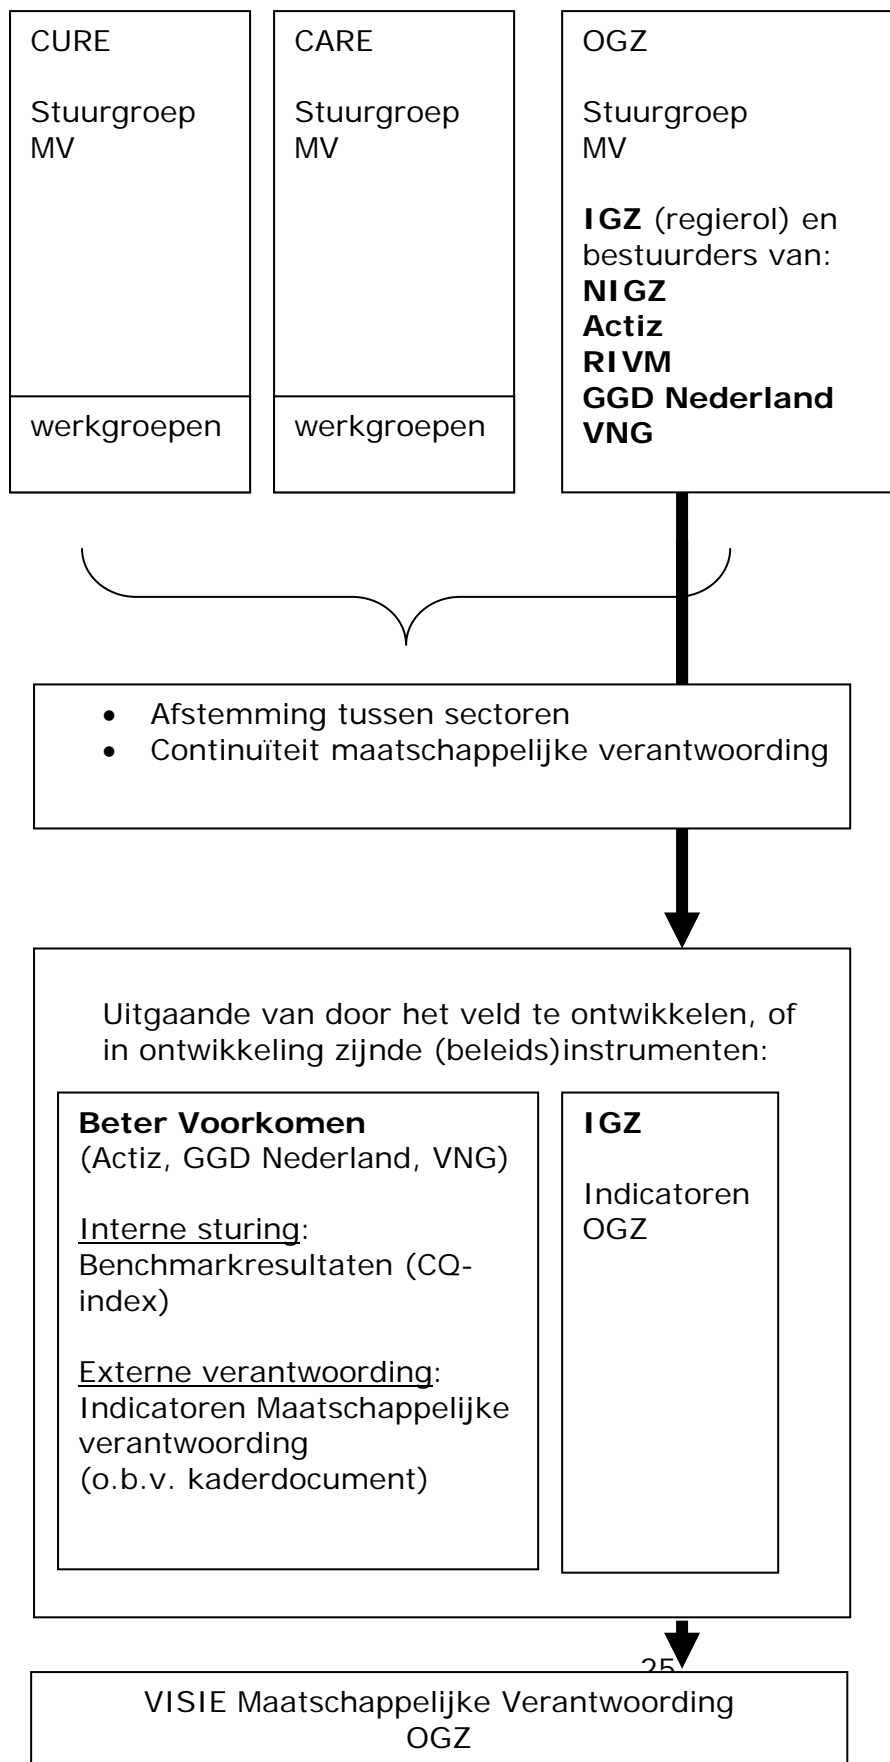 CURE
Stuurgroep
MV
werkgroepen
CARE
Stuurgroep
MV
werkgroepen
OGZ
Stuurgroep
MV
IGZ (regierol) en
bestuurders van:
NIGZ
Actiz
RIVM
GGD Nederland
VNG
• Afstemming tussen sectoren
• Continuïteit maatschappelijke verantwoording
Uitgaande van door het veld te ontwikkelen, of
in ontwikkeling zijnde (beleids)instrumenten:
Beter Voorkomen
(Actiz, GGD Nederland, VNG)
Interne sturing:
Benchmarkresultaten (CQ-
index)
Externe verantwoording:
Indicatoren Maatschappelijke
verantwoording
(o.b.v. kaderdocument)
IGZ
Indicatoren
OGZ
25
VISIE Maatschappelijke Verantwoording
OGZ